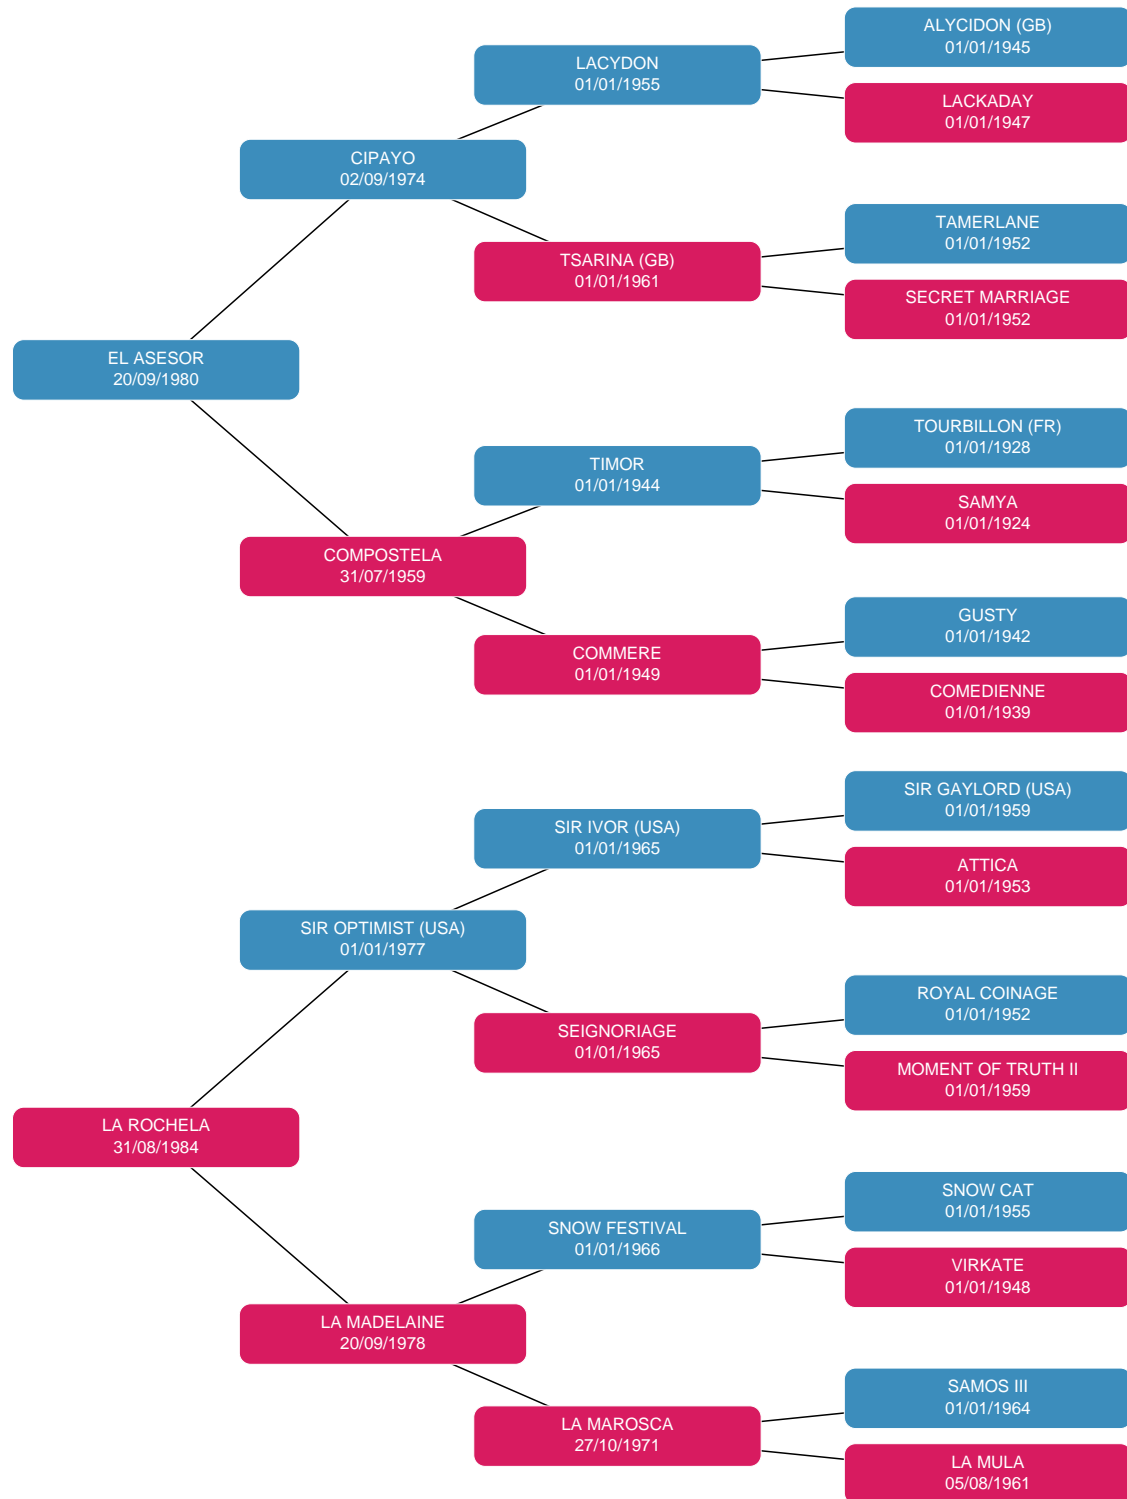 ALYCIDON (GB)
01/01/1945
LACYDON
01/01/1955
LACKADAY
01/01/1947
CIPAYO
02/09/1974
TAMERLANE
01/01/1952
TSARINA (GB)
01/01/1961
SECRET MARRIAGE
01/01/1952
EL ASESOR
20/09/1980
TOURBILLON (FR)
01/01/1928
TIMOR
01/01/1944
SAMYA
01/01/1924
COMPOSTELA
31/07/1959
GUSTY
01/01/1942
COMMERE
01/01/1949
COMEDIENNE
01/01/1939
SIR GAYLORD (USA)
01/01/1959
SIR IVOR (USA)
01/01/1965
ATTICA
01/01/1953
SIR OPTIMIST (USA)
01/01/1977
ROYAL COINAGE
01/01/1952
SEIGNORIAGE
01/01/1965
MOMENT OF TRUTH II
01/01/1959
LA ROCHELA
31/08/1984
SNOW CAT
01/01/1955
SNOW FESTIVAL
01/01/1966
VIRKATE
01/01/1948
LA MADELAINE
20/09/1978
SAMOS III
01/01/1964
LA MAROSCA
27/10/1971
LA MULA
05/08/1961